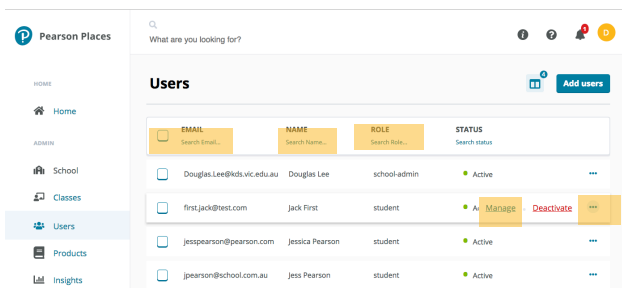 Pearson Places
What are you looking for?
1
D
HOME
Home
ADMIN
School
Classes
Users
Products
Insights
Users
4
Add users
EMAIL NAME ROLE STATUS
Search Email... Search Name... Search Role... Search status
Douglas.Lee@kds.vic.edu.au Douglas Lee school-admin Active
first.jack@test.com Jack First student Manage Deactivate
jesspearson@pearson.com Jessica Pearson student Active
jpearson@school.com.au Jess Pearson student Active